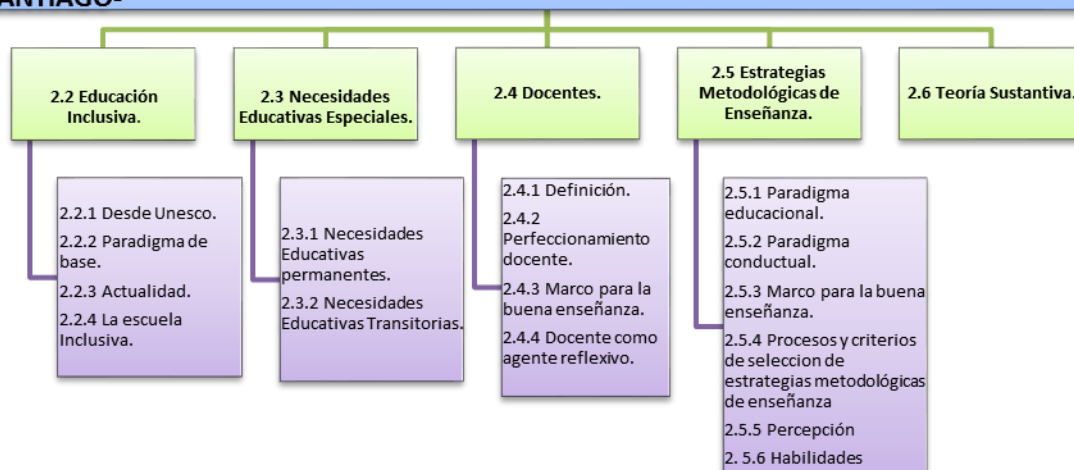 ANTIAGO-
2.2 Educación
Inclusiva.
2.3 Necesidades
Educativas Especiales.
2.4 Docentes.
2.5 Estrategias
Metodológicas de
Enseñanza.
2.6 Teoría Sustantiva.
2.2.1 Desde Unesco.
2.2.2 Paradigma de
base.
2.2.3 Actualidad.
2.2.4 La escuela
Inclusiva.
2.3.1 Necesidades
Educativas
permanentes.
2.3.2 Necesidades
Educativas Transitorias.
2.4.1 Definición.
2.4.2
Perfeccionamiento
docente.
2.4.3 Marco para la
buena enseñanza.
2.4.4 Docente como
agente reflexivo.
2.5.1 Paradigma
educacional.
2.5.2 Paradigma
conductual.
2.5.3 Marco para la buena
enseñanza.
2.5.4 Procesos y criterios
de seleccion de
estrategias metodológicas
de enseñanza
2.5.5 Percepción
2. 5.6 Habilidades